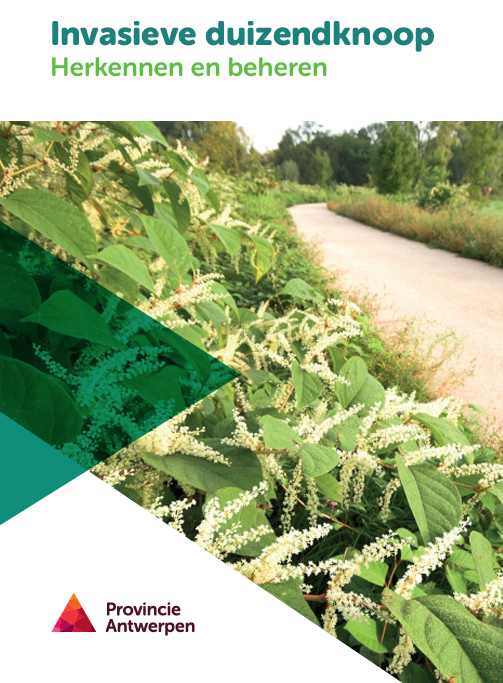 Invasieve duizendknoop
Herkennen en beheren
Provincie
Antwerpen